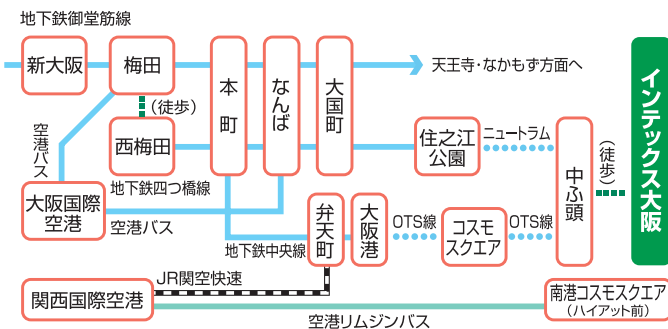 地下鉄御堂筋線
新大阪
梅田
本町
なんば
大国町
天王寺・なかもず方面へ
インテックス大阪
(徒歩)
空港バス
西梅田
地下鉄四つ橋線
住之江
公園
ニュートラム
中ふ頭
(徒歩)
大阪国際
空港
空港バス
地下鉄中央線
弁天町
大阪港
OTS線
コスモ
スクエア
OTS線
JR関空快速
関西国際空港
空港リムジンバス
南港コスモスクエア
(ハイアット前)